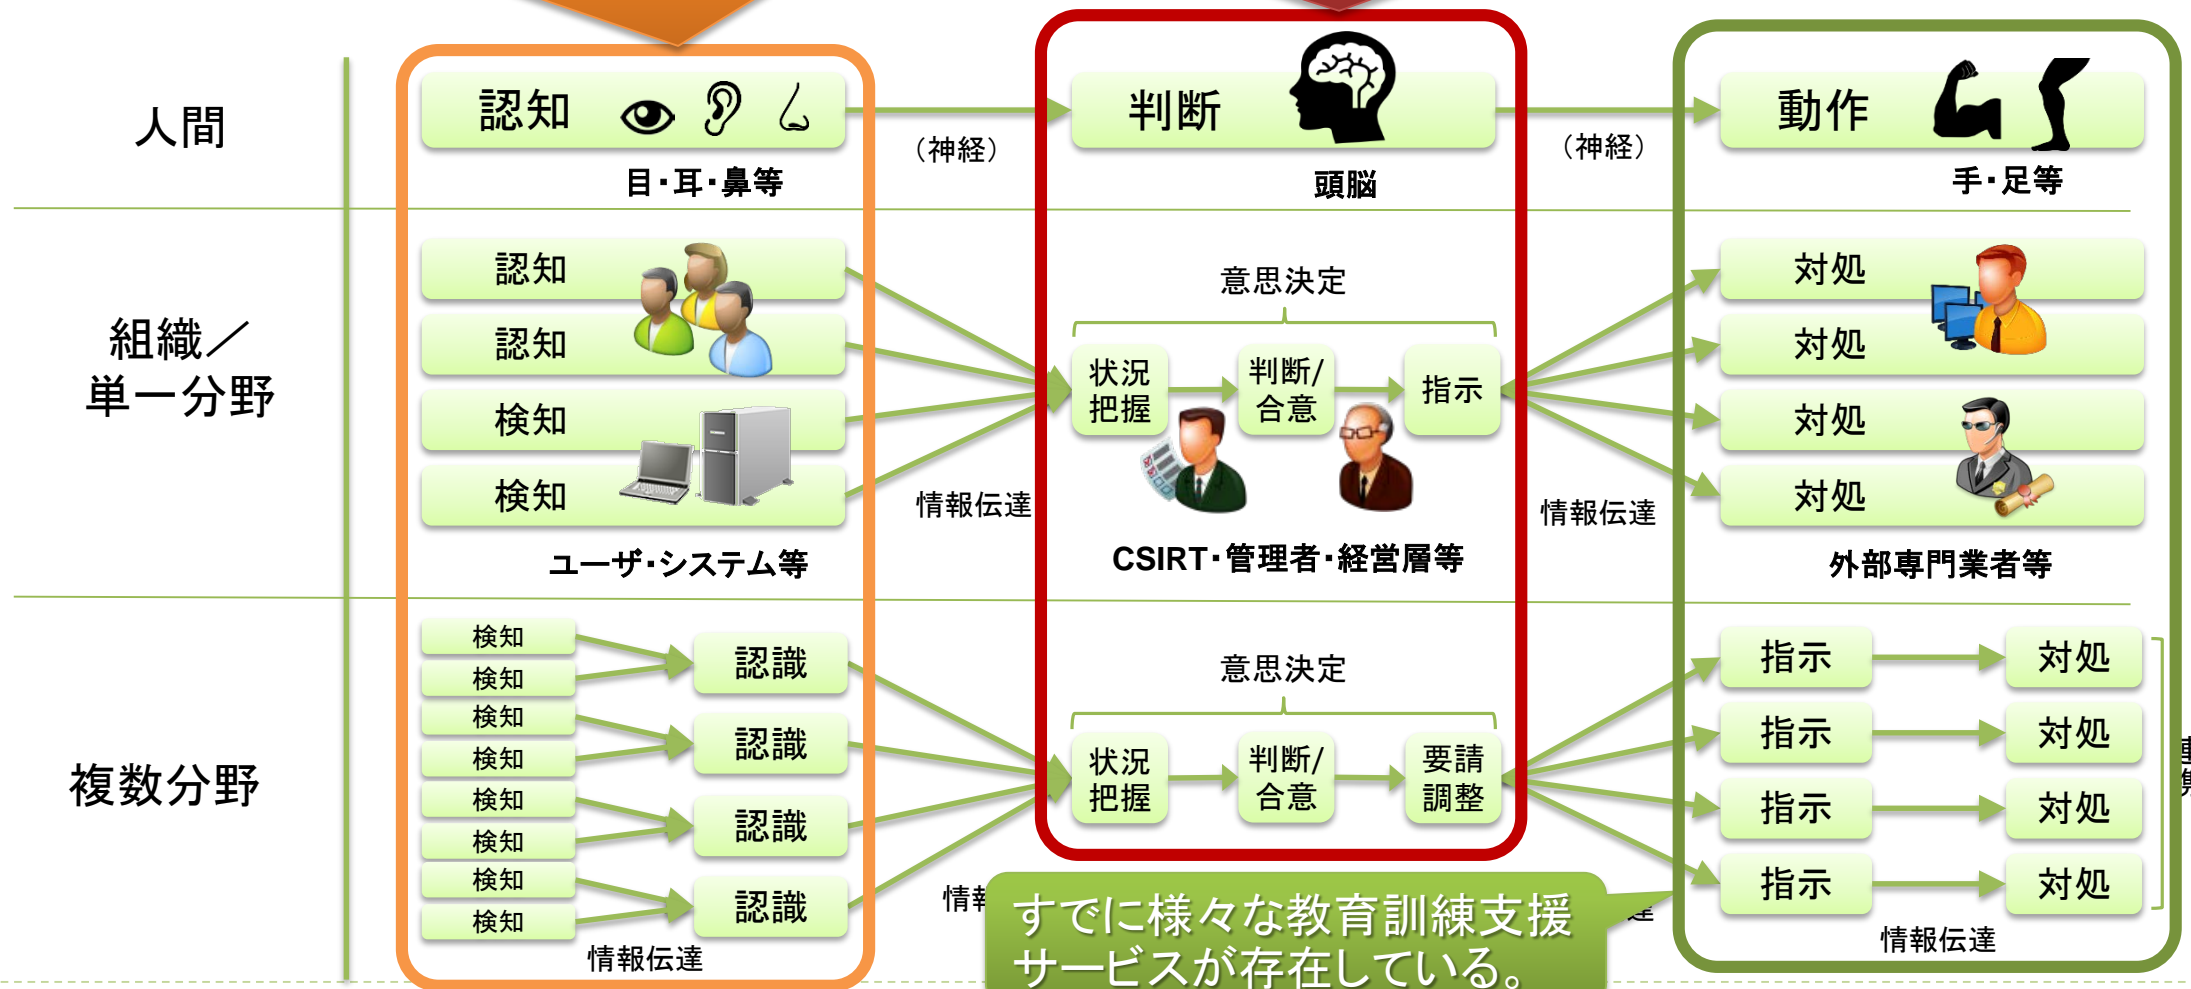 人間
認知
（神経）
判断
（神経）
動作
目・耳・鼻等
頭脳
手・足等
組織／
単一分野
認知
認知
検知
検知
情報伝達
ユーザ・システム等
意思決定
状況
把握
判断/
合意
指示
CSIRT・管理者・経営層等
情報伝達
対処
対処
対処
対処
外部専門業者等
複数分野
検知
検知
検知
検知
検知
検知
検知
検知
認識
認識
認識
認識
情報伝達
意思決定
状況
把握
判断/
合意
要請
調整
指示
対処
指示
対処
指示
対処
指示
対処
情報伝達
すでに様々な教育訓練支援
サービスが存在している。